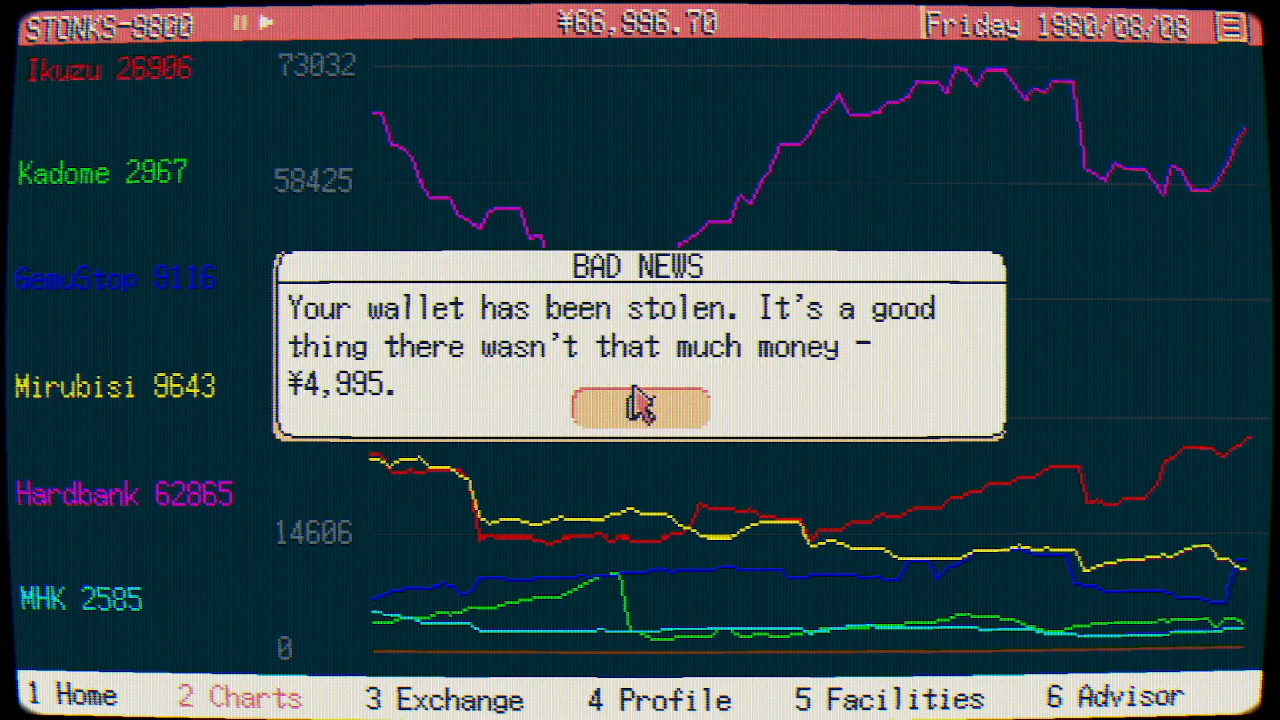 STONKS-9800
¥66,996.70
Friday 1980/08/08
Ikuzu 26906
Kadome 2967
GemuStop 9116
Mirubisi 9643
Hardbank 62865
MHK 2585
73032
58425
14606
0
BAD NEWS
Your wallet has been stolen. It's a good
thing there wasn't that much money -
¥4,995.
1 Home
2 Charts
3 Exchange
4 Profile
5 Facilities
6 Advisor